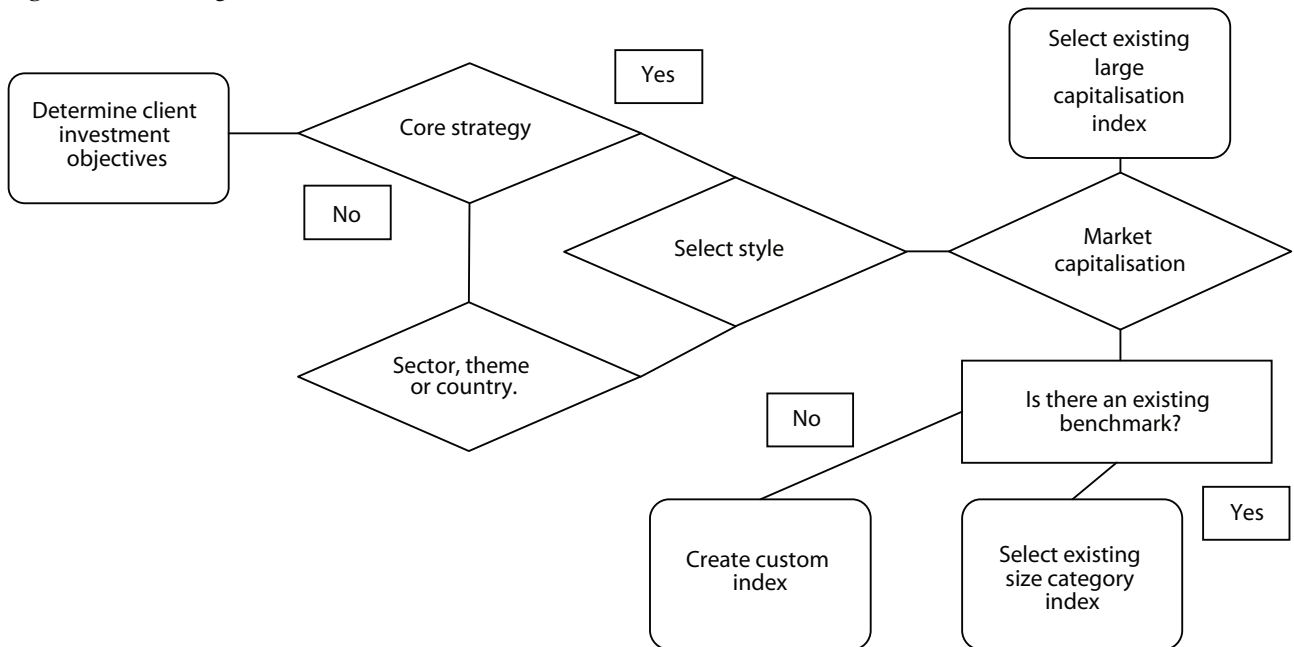 Determine client
investment
objectives
Core strategy
Yes
No
Sector, theme
or country.
Select style
Select existing
large
capitalisation
index
Market
capitalisation
Is there an existing
benchmark?
No
Yes
Create custom
index
Select existing
size category
index